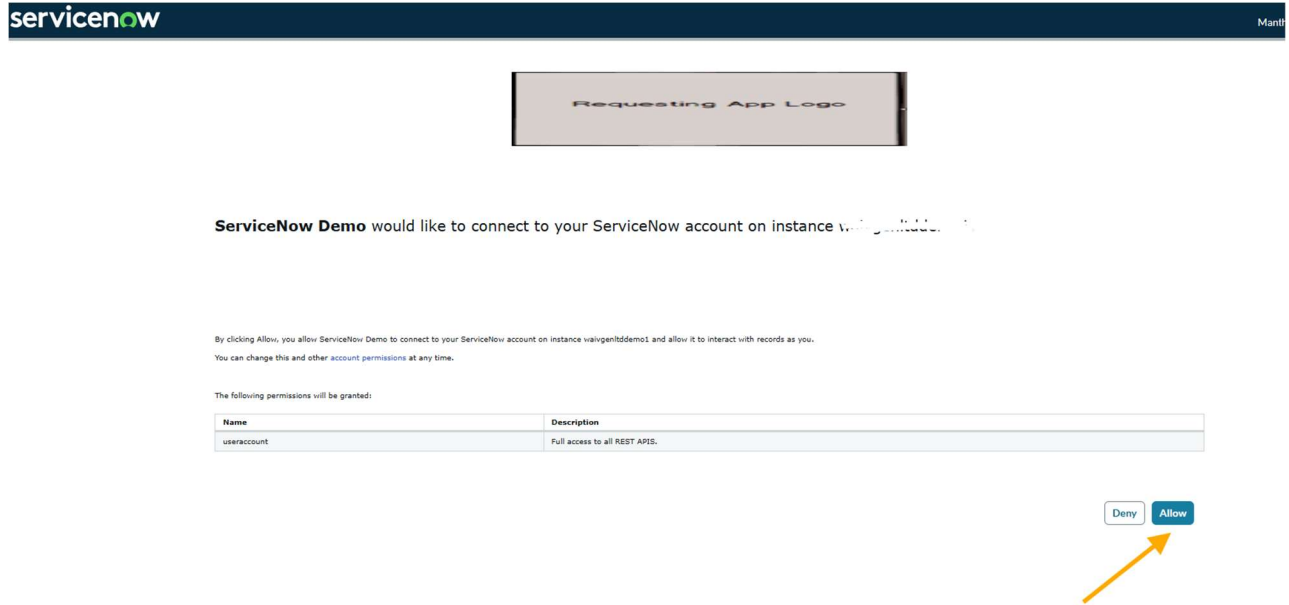 servicenow
Manth
Requesting App Logo
ServiceNow Demo would like to connect to your ServiceNow account on instance
By clicking Allow, you allow ServiceNow Demo to connect to your ServiceNow account on instance waivgenltddemo1 and allow it to interact with records as you.
You can change this and other account permissions at any time.
The following permissions will be granted:
Name Description
useraccount Full access to all REST APIS.
Deny Allow